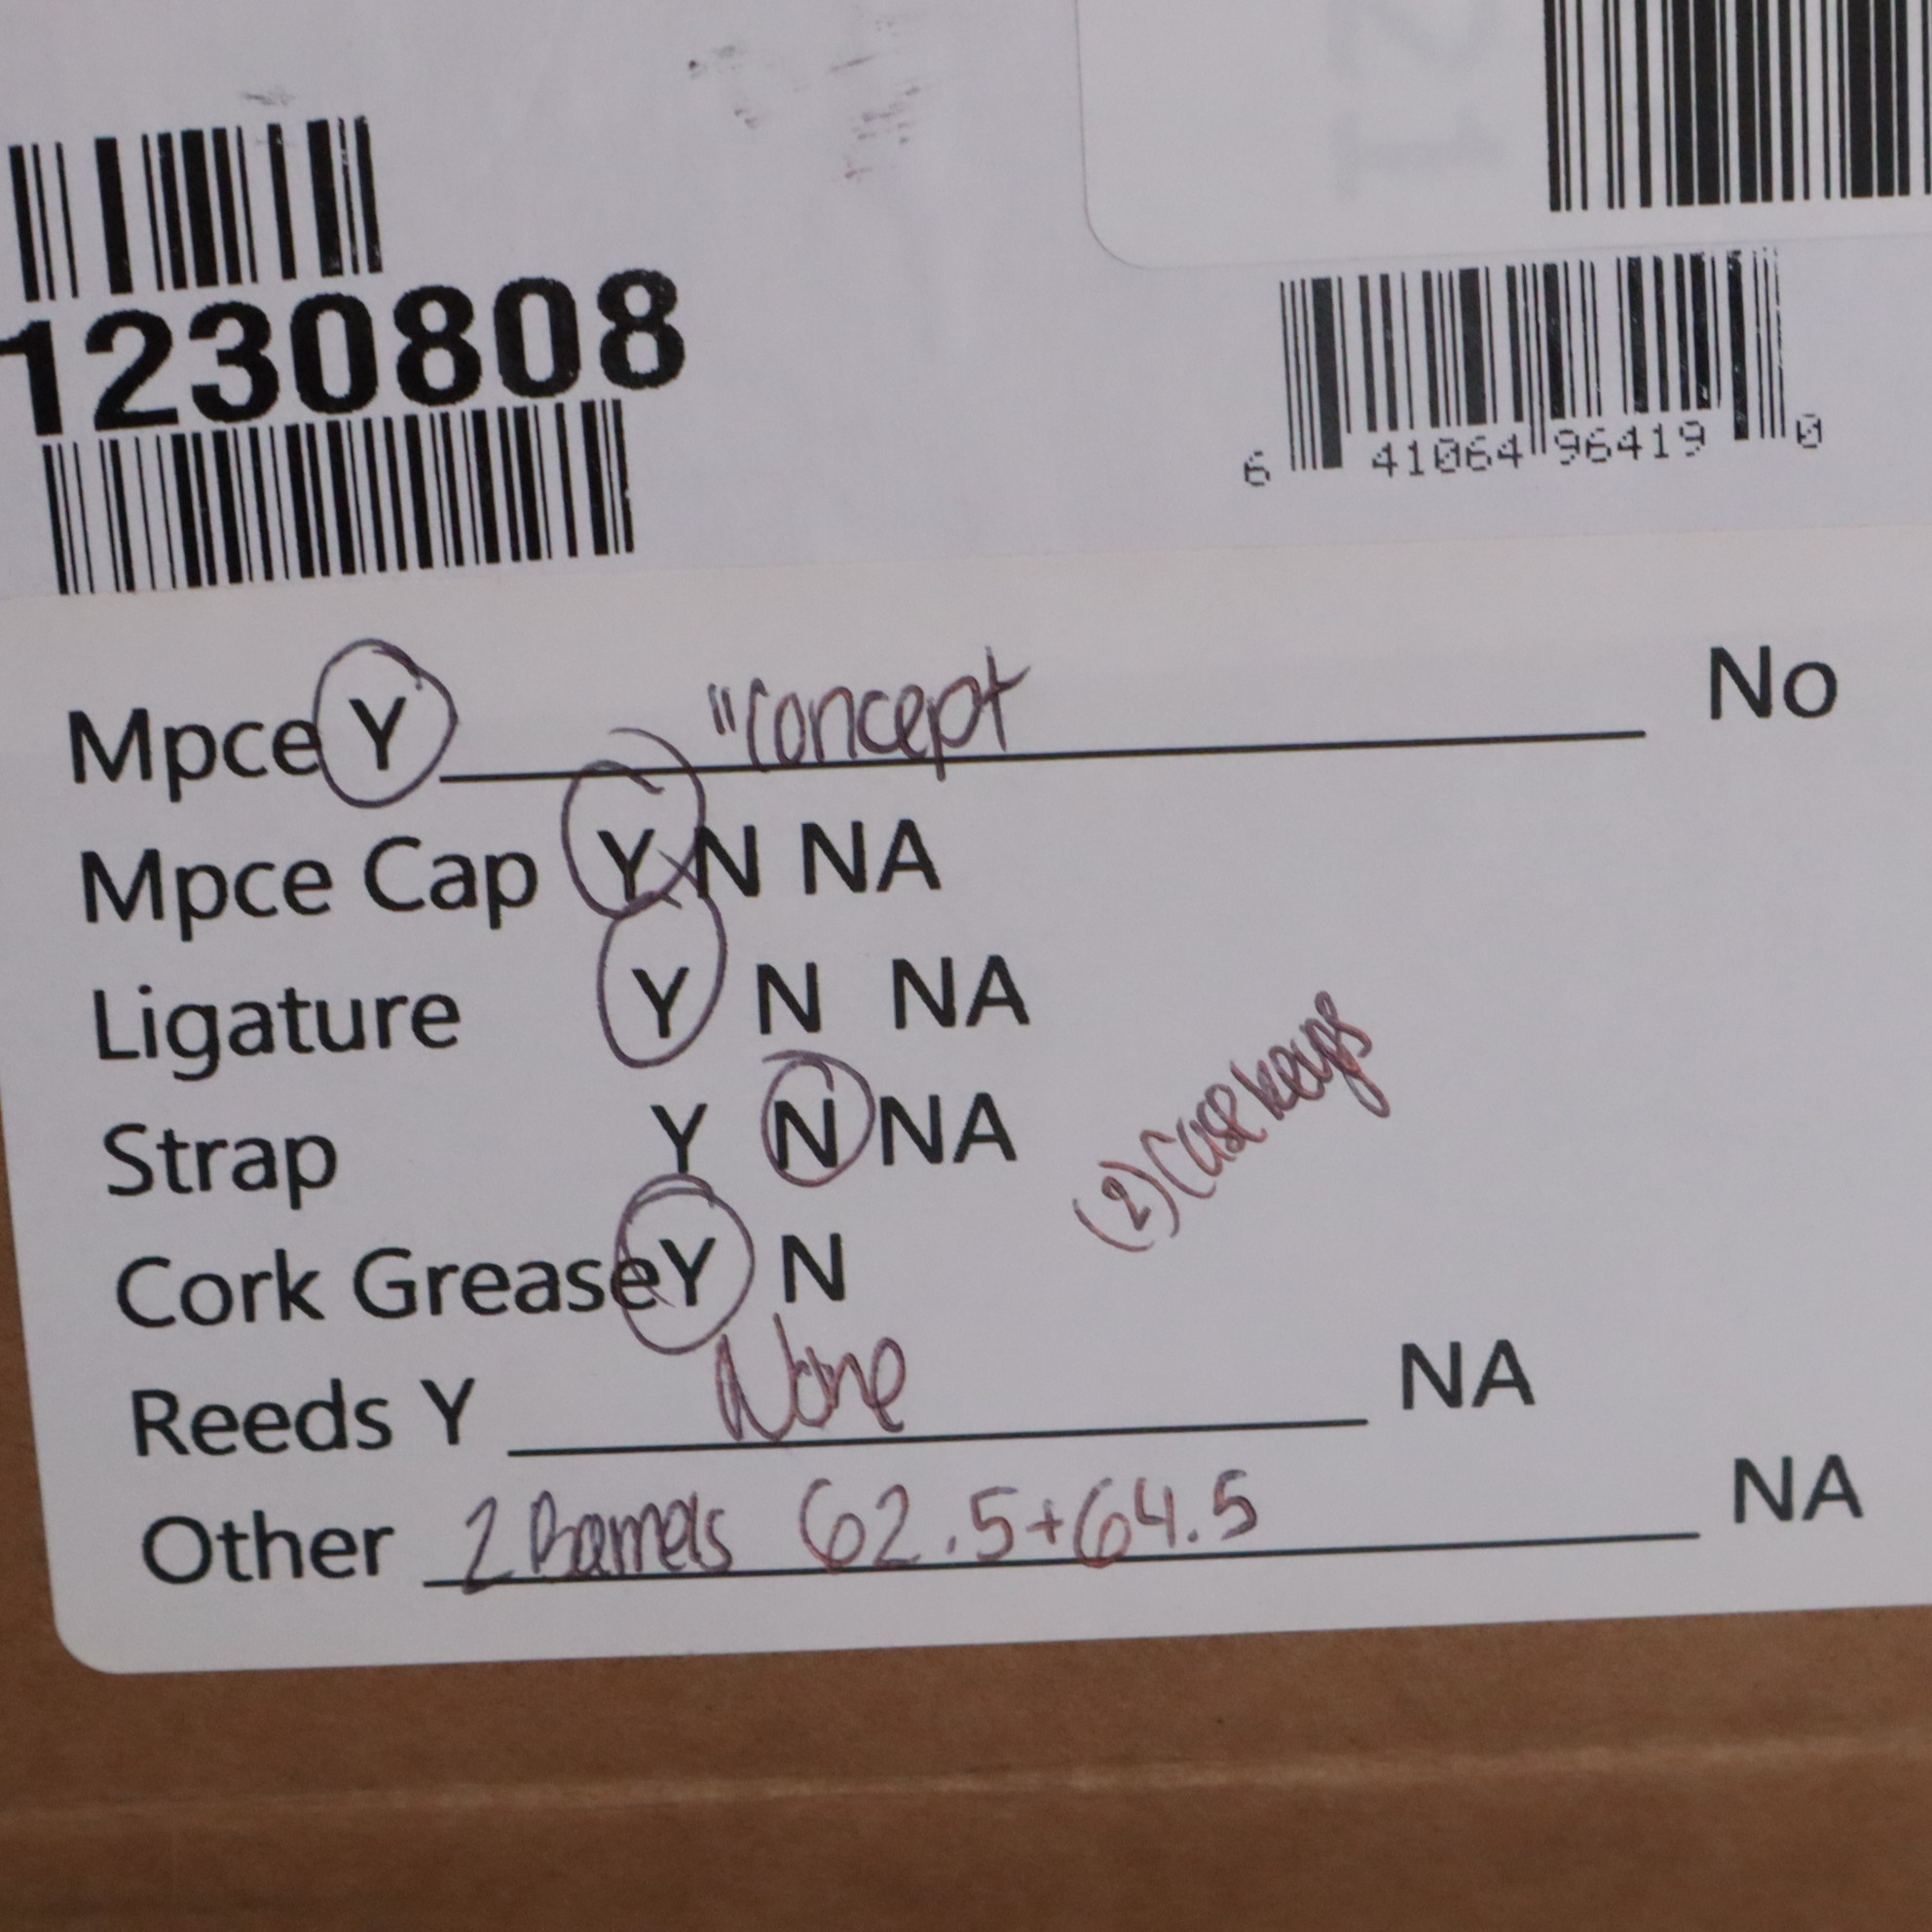 1230808
6 41064 96419 0
Mpce Y "Concept No
Mpce Cap Y N NA
Ligature Y N NA
Strap Y N NA
(2) Case keys
Cork Grease Y N
Reeds Y None NA
Other 2 Barrels 62.5+64.5 NA